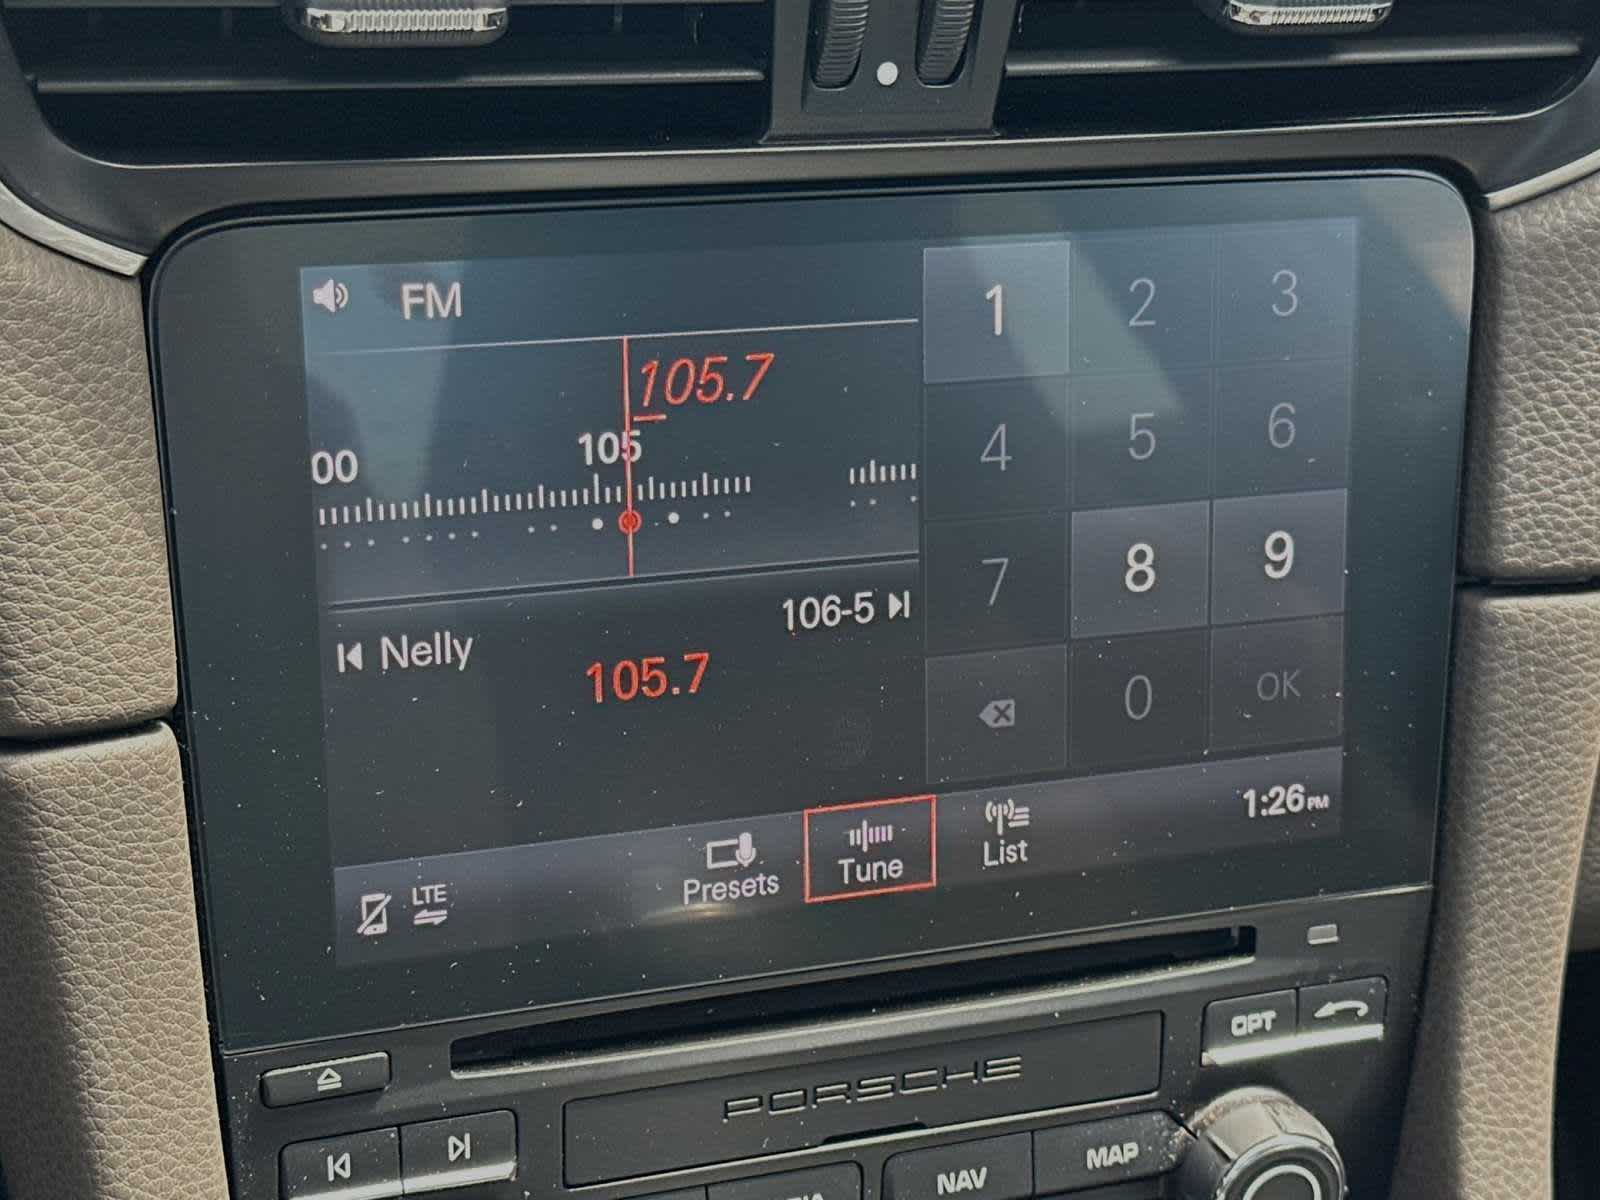 FM
105.7
00
105
106-5
Nelly
105.7
1
2
3
4
5
6
7
8
9
0
OK
LTE
Presets
Tune
List
1:26PM
OPT
PORSCHE
NAV
MAP